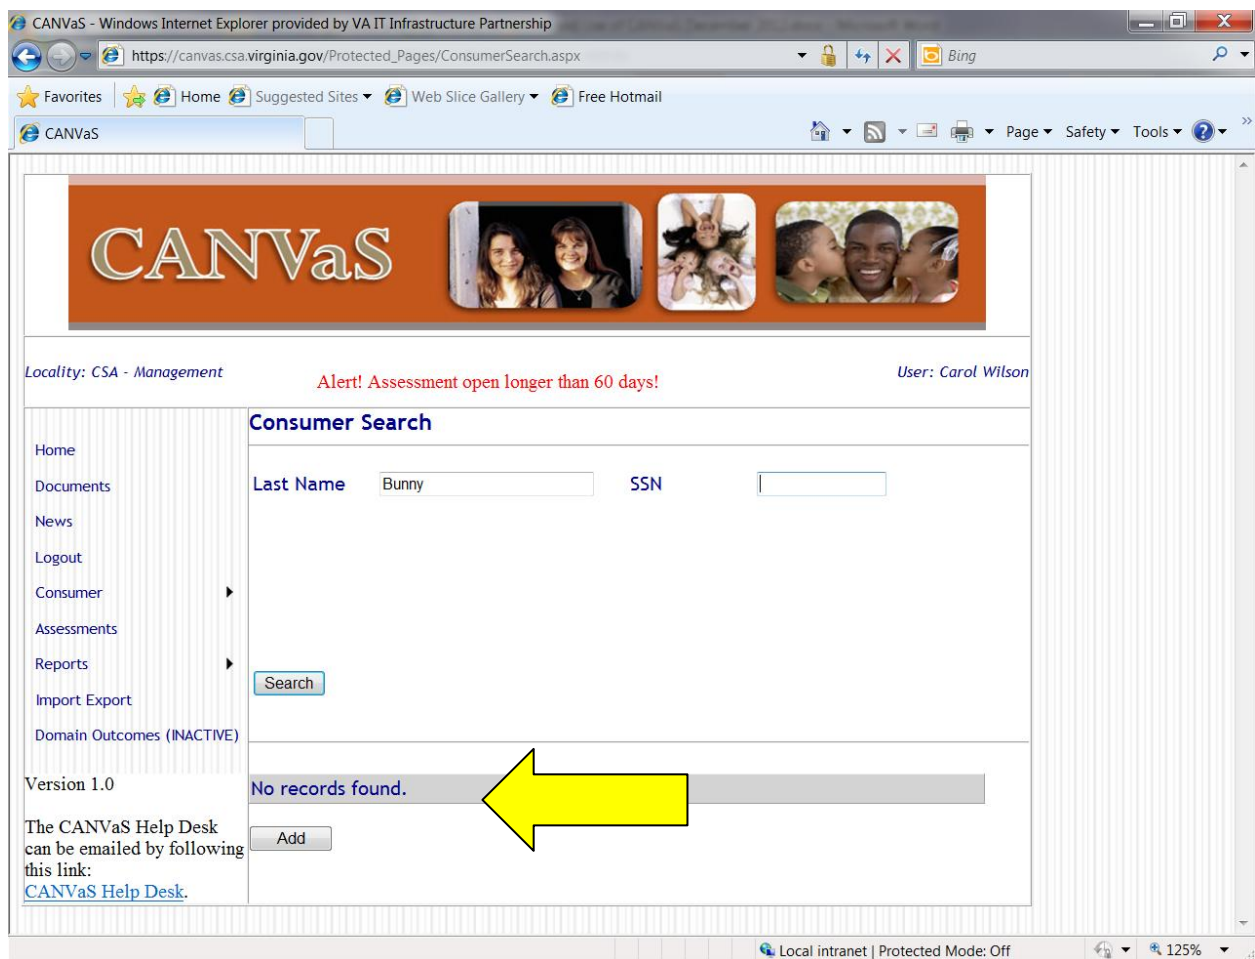 CANVaS - Windows Internet Explorer provided by VA IT Infrastructure Partnership
https://canvas.csa.virginia.gov/Protected_Pages/ConsumerSearch.aspx
Bing
Favorites Home Suggested Sites Web Slice Gallery Free Hotmail
CANVaS Page Safety Tools
CANVaS
Locality: CSA - Management Alert! Assessment open longer than 60 days! User: Carol Wilson
Consumer Search
Home
Documents
News
Logout
Consumer
Assessments
Reports
Import Export
Domain Outcomes (INACTIVE)
Last Name Bunny SSN
Search
No records found.
Add
Version 1.0
The CANVaS Help Desk
can be emailed by following
this link:
CANVaS Help Desk.
Local intranet | Protected Mode: Off 125%